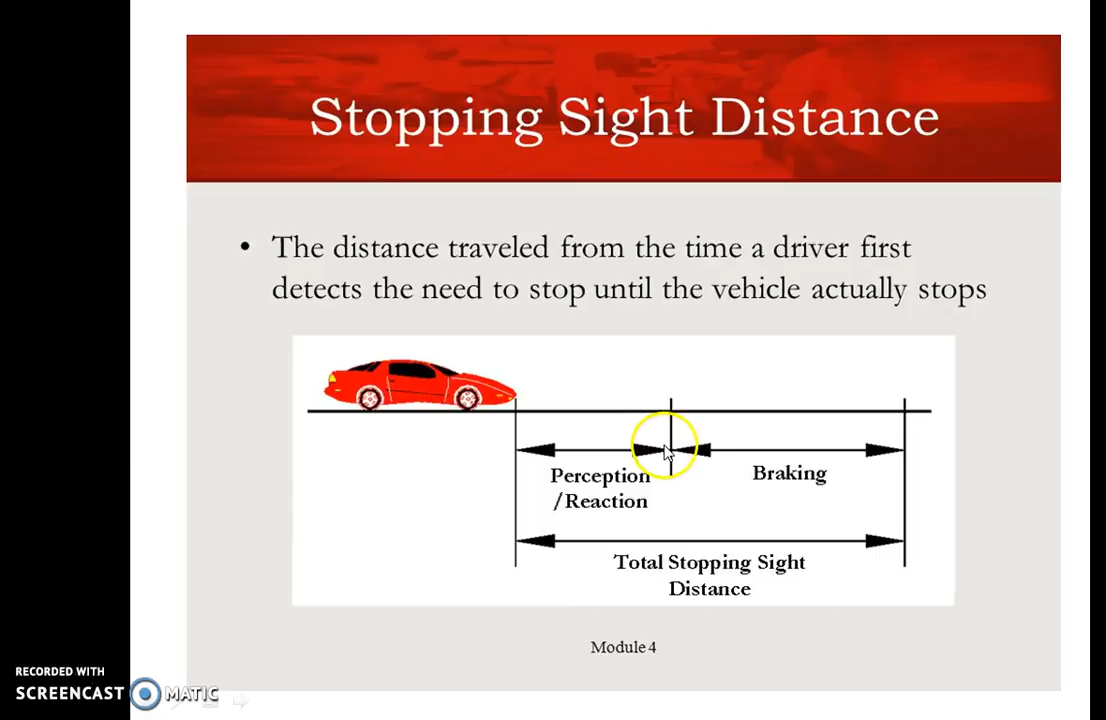 Stopping Sight Distance
• The distance traveled from the time a driver first
detects the need to stop until the vehicle actually stops
Perception
/Reaction
Braking
Total Stopping Sight
Distance
Module 4
RECORDED WITH
SCREENCAST MATIC